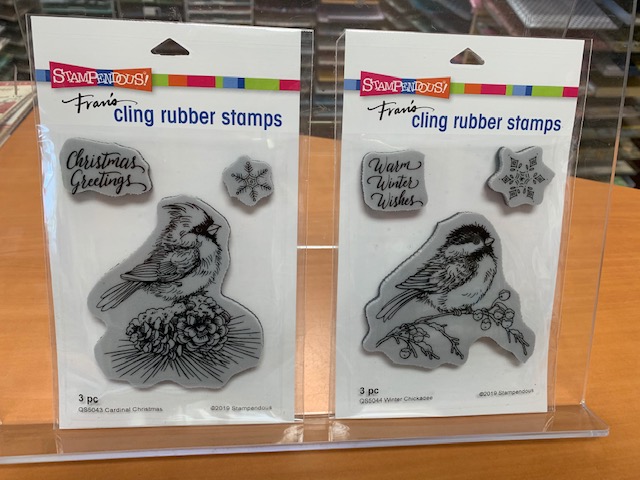 STAMPENDOUS!
Fran's
cling rubber stamps
Christmas
Greetings
3 pc
QS5043 Cardinal Christmas
©2019 Stampendous
STAMPENDOUS!
Fran's
cling rubber stamps
Warm
Winter
Wishes
3 pc
QS5044 Winter Chickadee
©2019 Stampendous